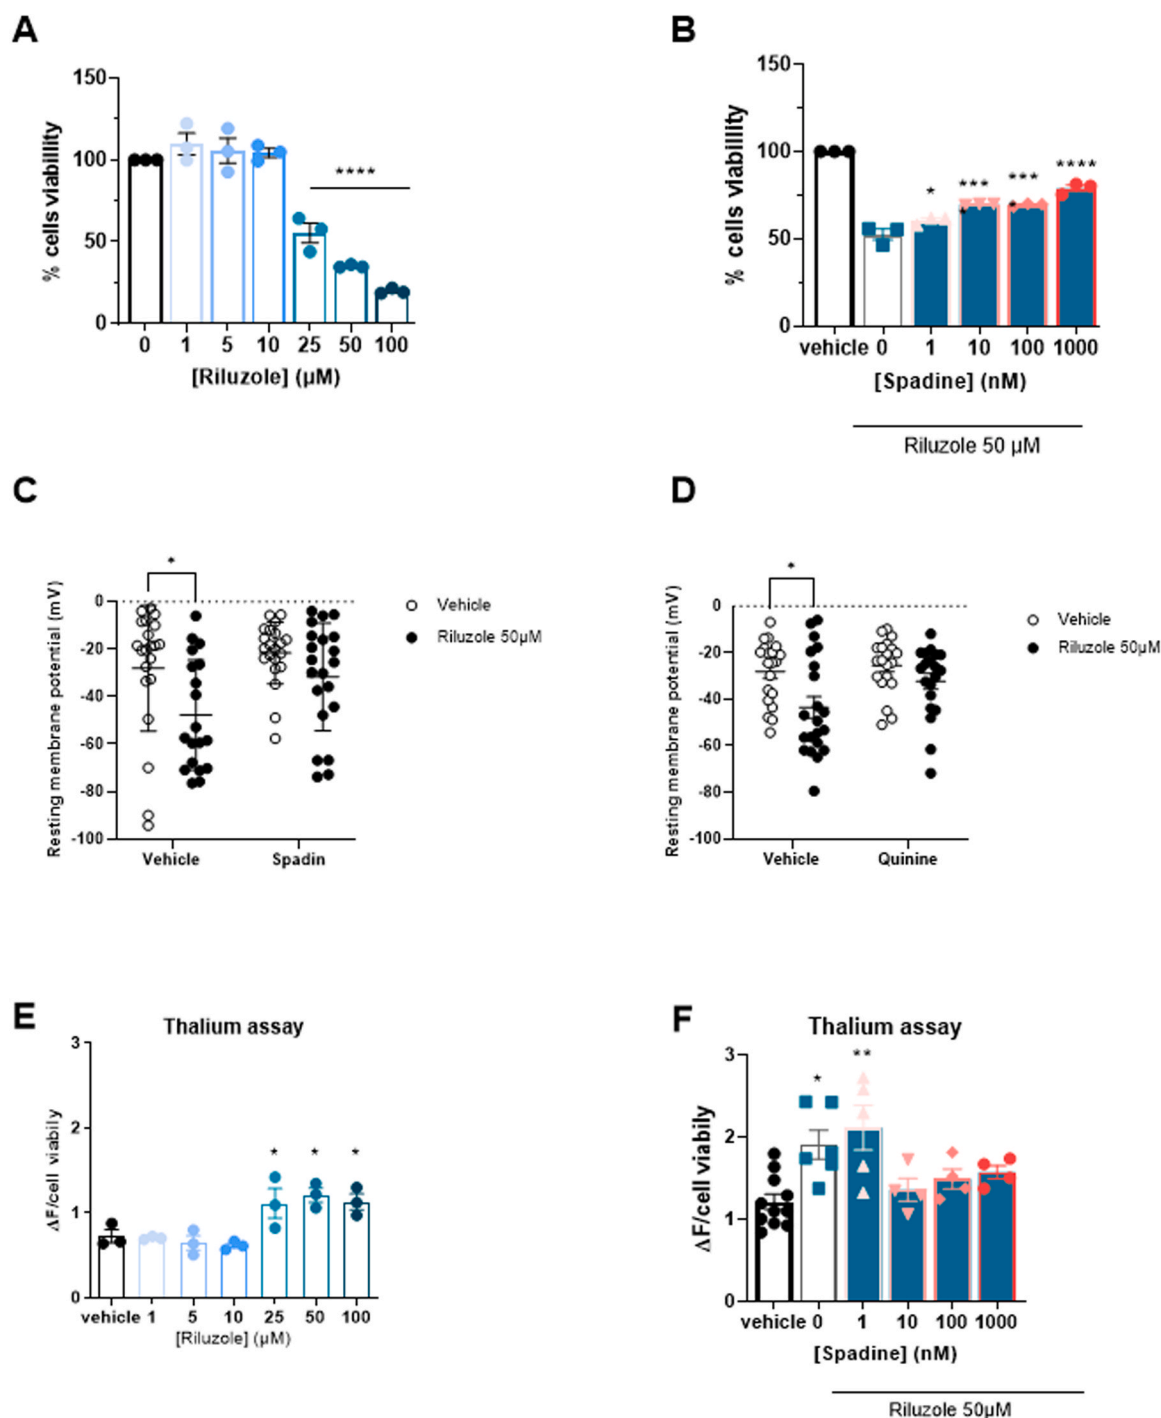 A
150
100
50
0
% cells viabillity
****
0 1 5 10 25 50 100
[Riluzole] (µM)
B
150
100
50
0
% cells viability
* *** *** ****
*
*
vehicle 0 1 10 100 1000
[Spadine] (nM)
Riluzole 50 µM
C
*
0
-20
-40
-60
-80
-100
Resting membrane potential (mV)
Vehicle
Riluzole 50µM
Vehicle Spadin
D
*
0
-20
-40
-60
-80
-100
Resting membrane potential (mV)
Vehicle
Riluzole 50µM
Vehicle Quinine
E
Thalium assay
3
2
1
0
ΔF/cell viabily
* * *
vehicle 1 5 10 25 50 100
[Riluzole] (µM)
F
Thalium assay
3
2
1
0
ΔF/cell viabily
* **
vehicle 0 1 10 100 1000
[Spadine] (nM)
Riluzole 50µM